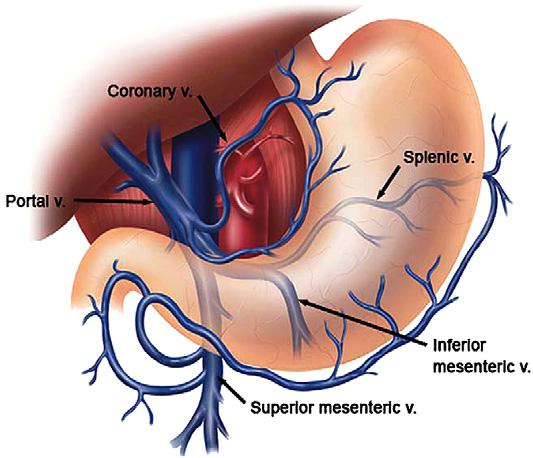 Coronary v.
Splenic v.
Portal v.
Inferior
mesenteric v.
Superior mesenteric v.